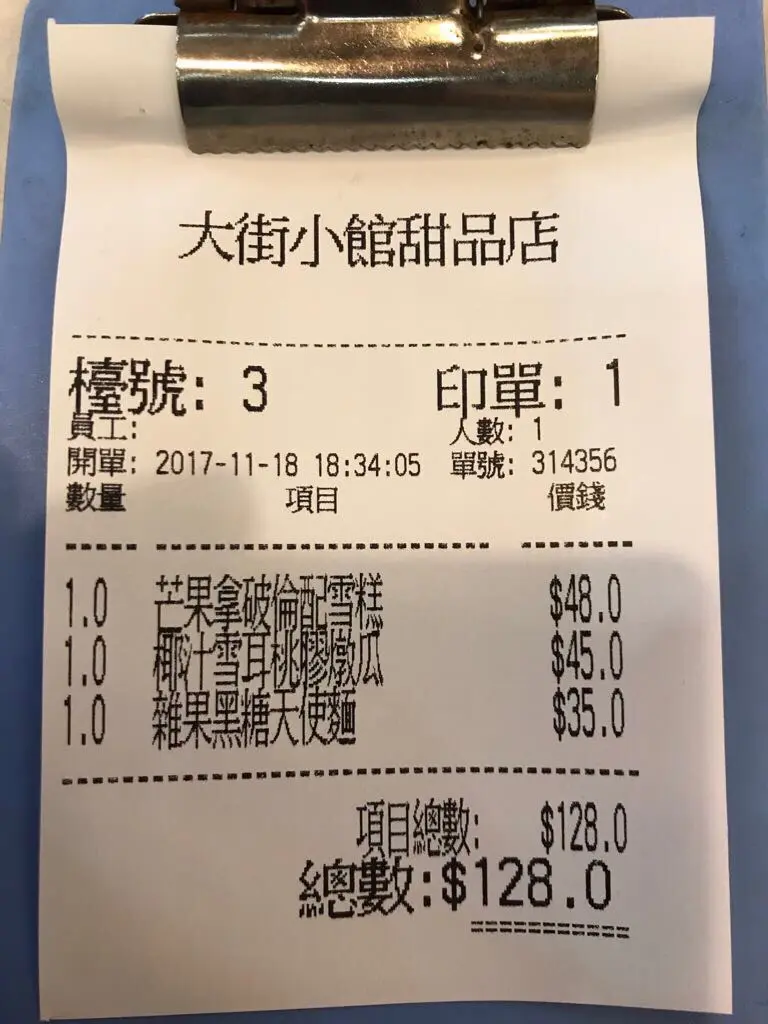 大街小館甜品店
檯號: 3 印單: 1
員工: 人數: 1
開單: 2017-11-18 18:34:05 單號: 314356
數量 項目 價錢
1.0 芒果拿破倫配雪糕 $48.0
1.0 椰汁雪耳桃膠燉瓜 $45.0
1.0 雜果黑糖天使麵 $35.0
項目總數: $128.0
總數:$128.0